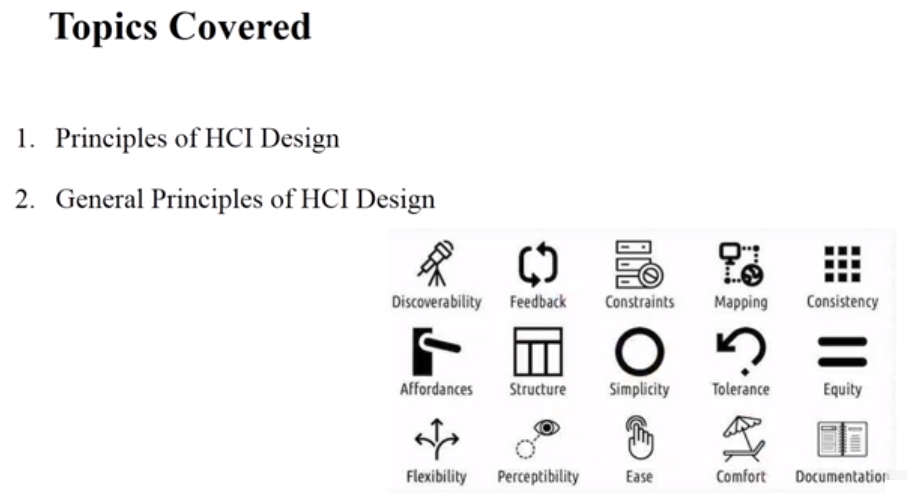 Topics Covered
1. Principles of HCI Design
2. General Principles of HCI Design
Discoverability Feedback Constraints Mapping Consistency
Affordances Structure Simplicity Tolerance Equity
Flexibility Perceptibility Ease Comfort Documentation